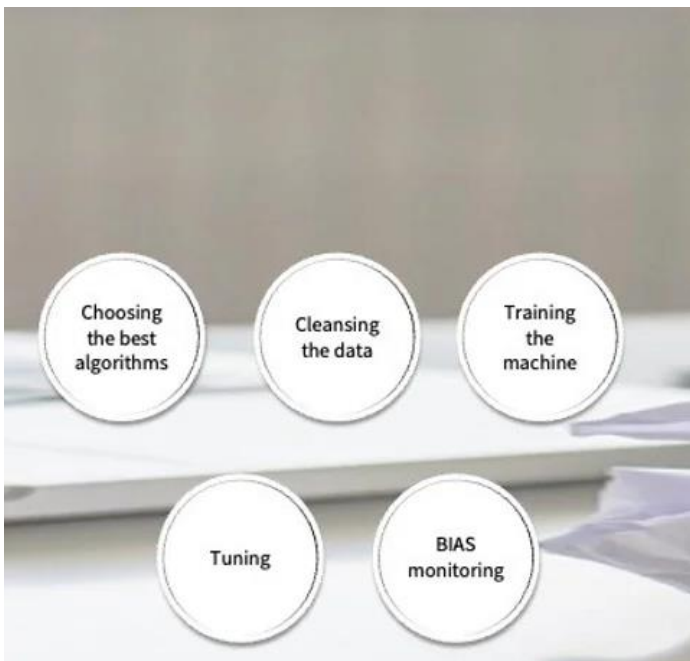 Choosing
the best
algorithms
Cleansing
the data
Training
the
machine
Tuning
BIAS
monitoring